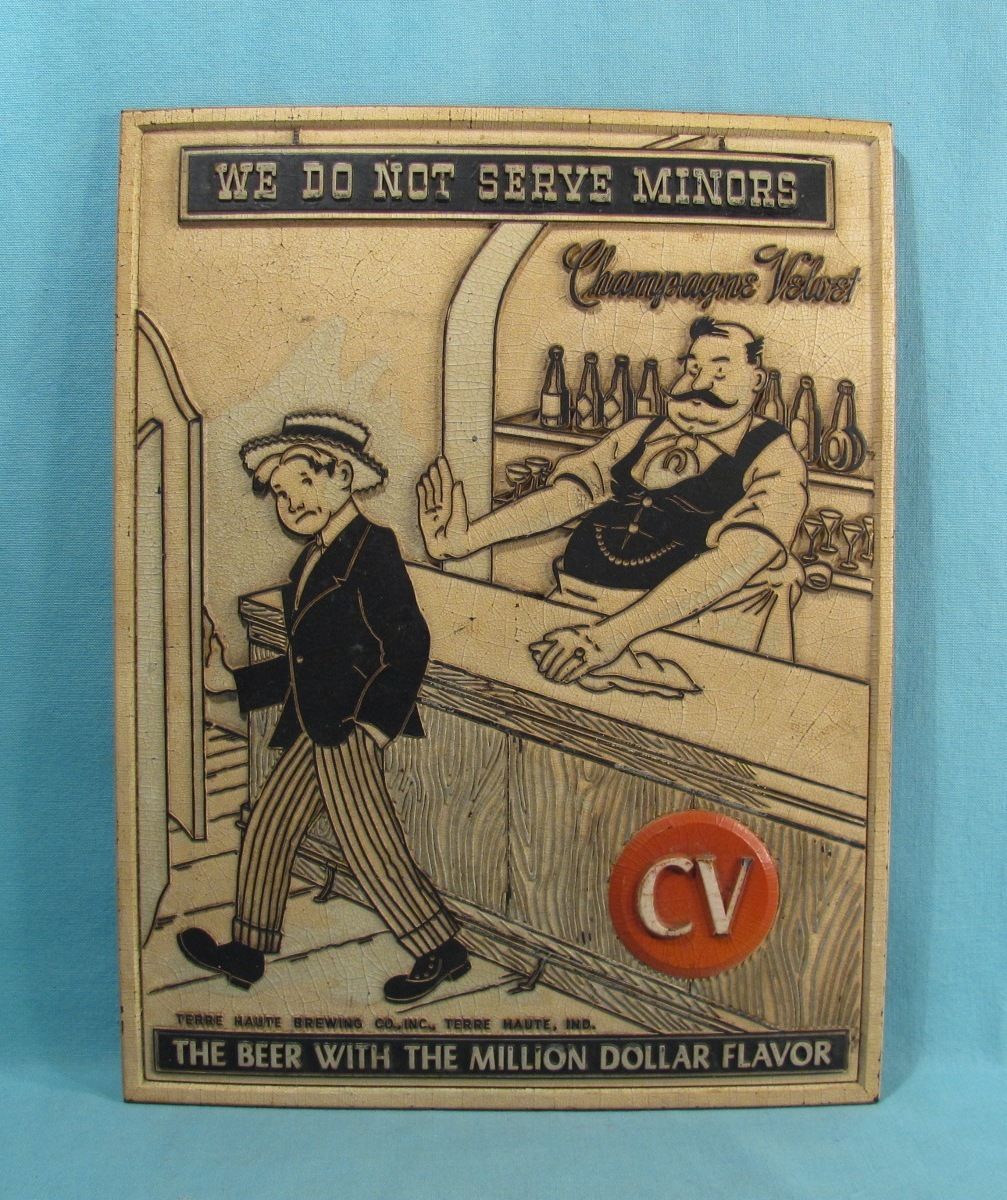 WE DO NOT SERVE MINORS
Champagne Velvet
CV
TERRE HAUTE BREWING CO., INC., TERRE HAUTE, IND.
THE BEER WITH THE MILLION DOLLAR FLAVOR